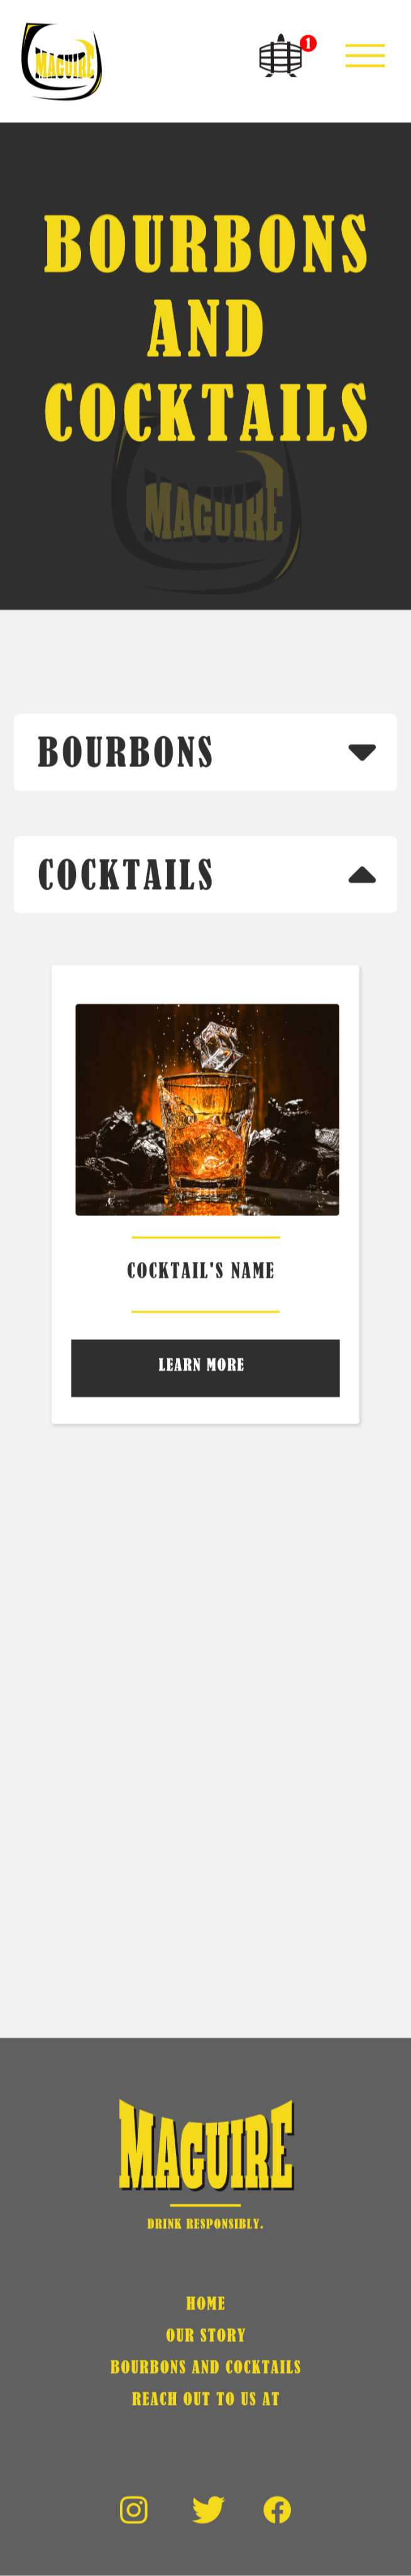 MAGUIRE
1
BOURBONS
AND
COCKTAILS
MAGUIRE
BOURBONS
COCKTAILS
COCKTAIL'S NAME
LEARN MORE
MAGUIRE
DRINK RESPONSIBLY.
HOME
OUR STORY
BOURBONS AND COCKTAILS
REACH OUT TO US AT